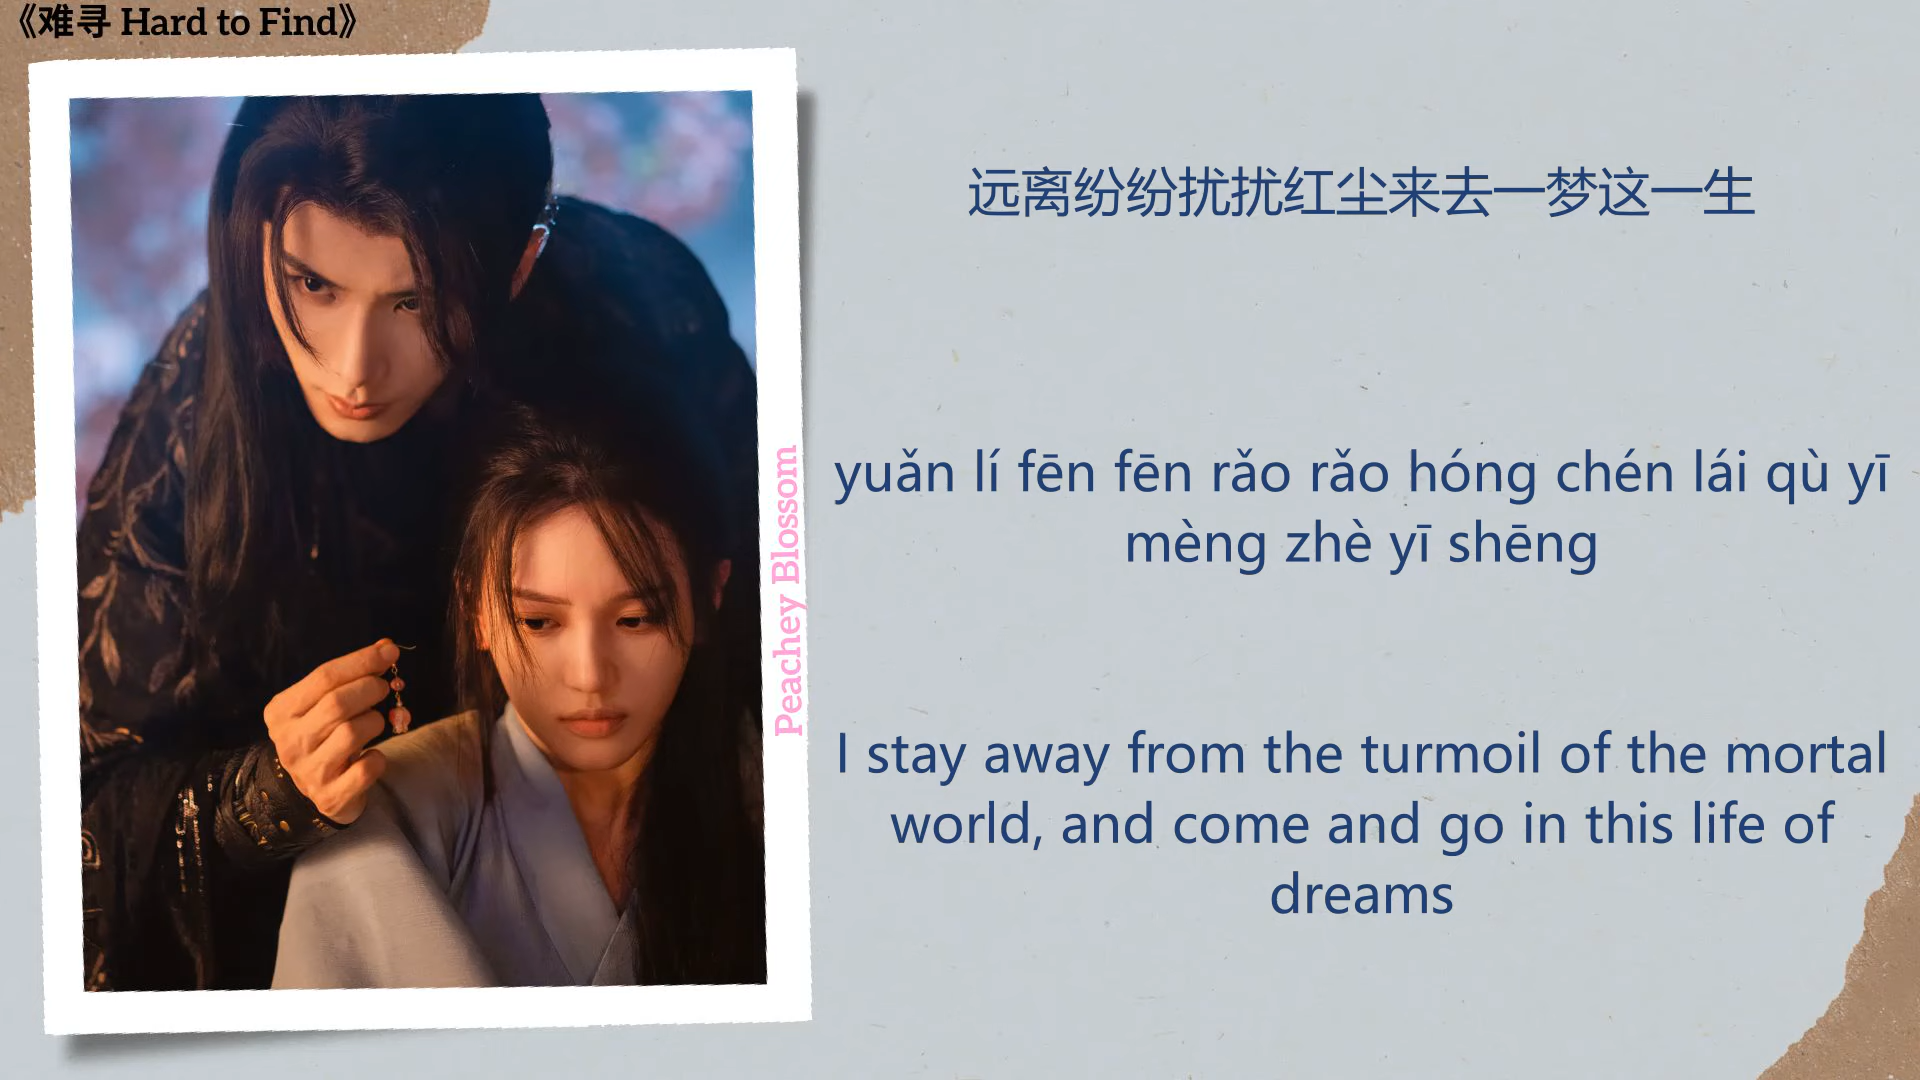 《难寻 Hard to Find》
远离纷纷扰扰红尘来去一梦这一生
yuǎn lí fēn fēn rǎo rǎo hóng chén lái qù yī
mèng zhè yī shēng
I stay away from the turmoil of the mortal
world, and come and go in this life of
dreams
Peachey Blossom